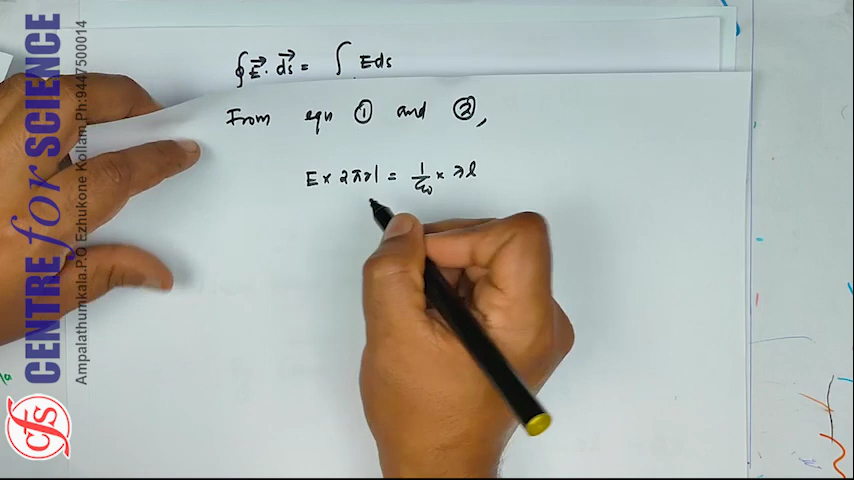 ∮E⃗. ds⃗ = ∫ Eds
From eqn ① and ②,
E × 2πrl = 1/ε₀ × λl
CENTRE for SCIENCE
Ampalathumkala.P.O Ezhukone Kollam.Ph:9447500014
cfs